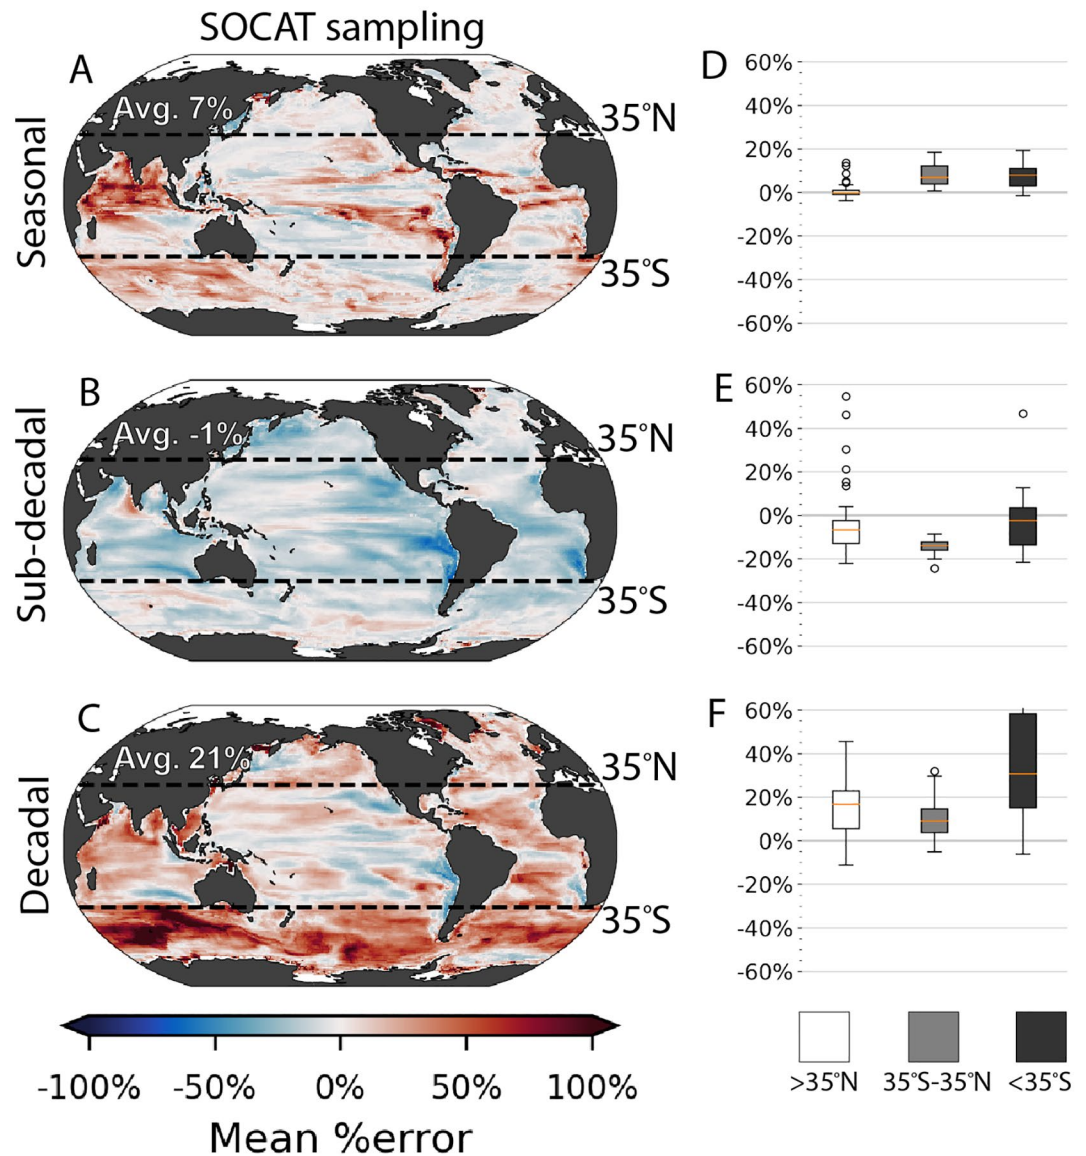 SOCAT sampling
Seasonal
A
Avg. 7%
35°N
35°S
D
60%
40%
20%
0%
-20%
-40%
-60%
Sub-decadal
B
Avg. -1%
35°N
35°S
E
60%
40%
20%
0%
-20%
-40%
-60%
Decadal
C
Avg. 21%
35°N
35°S
F
60%
40%
20%
0%
-20%
-40%
-60%
-100% -50% 0% 50% 100%
Mean %error
>35°N 35°S-35°N <35°S